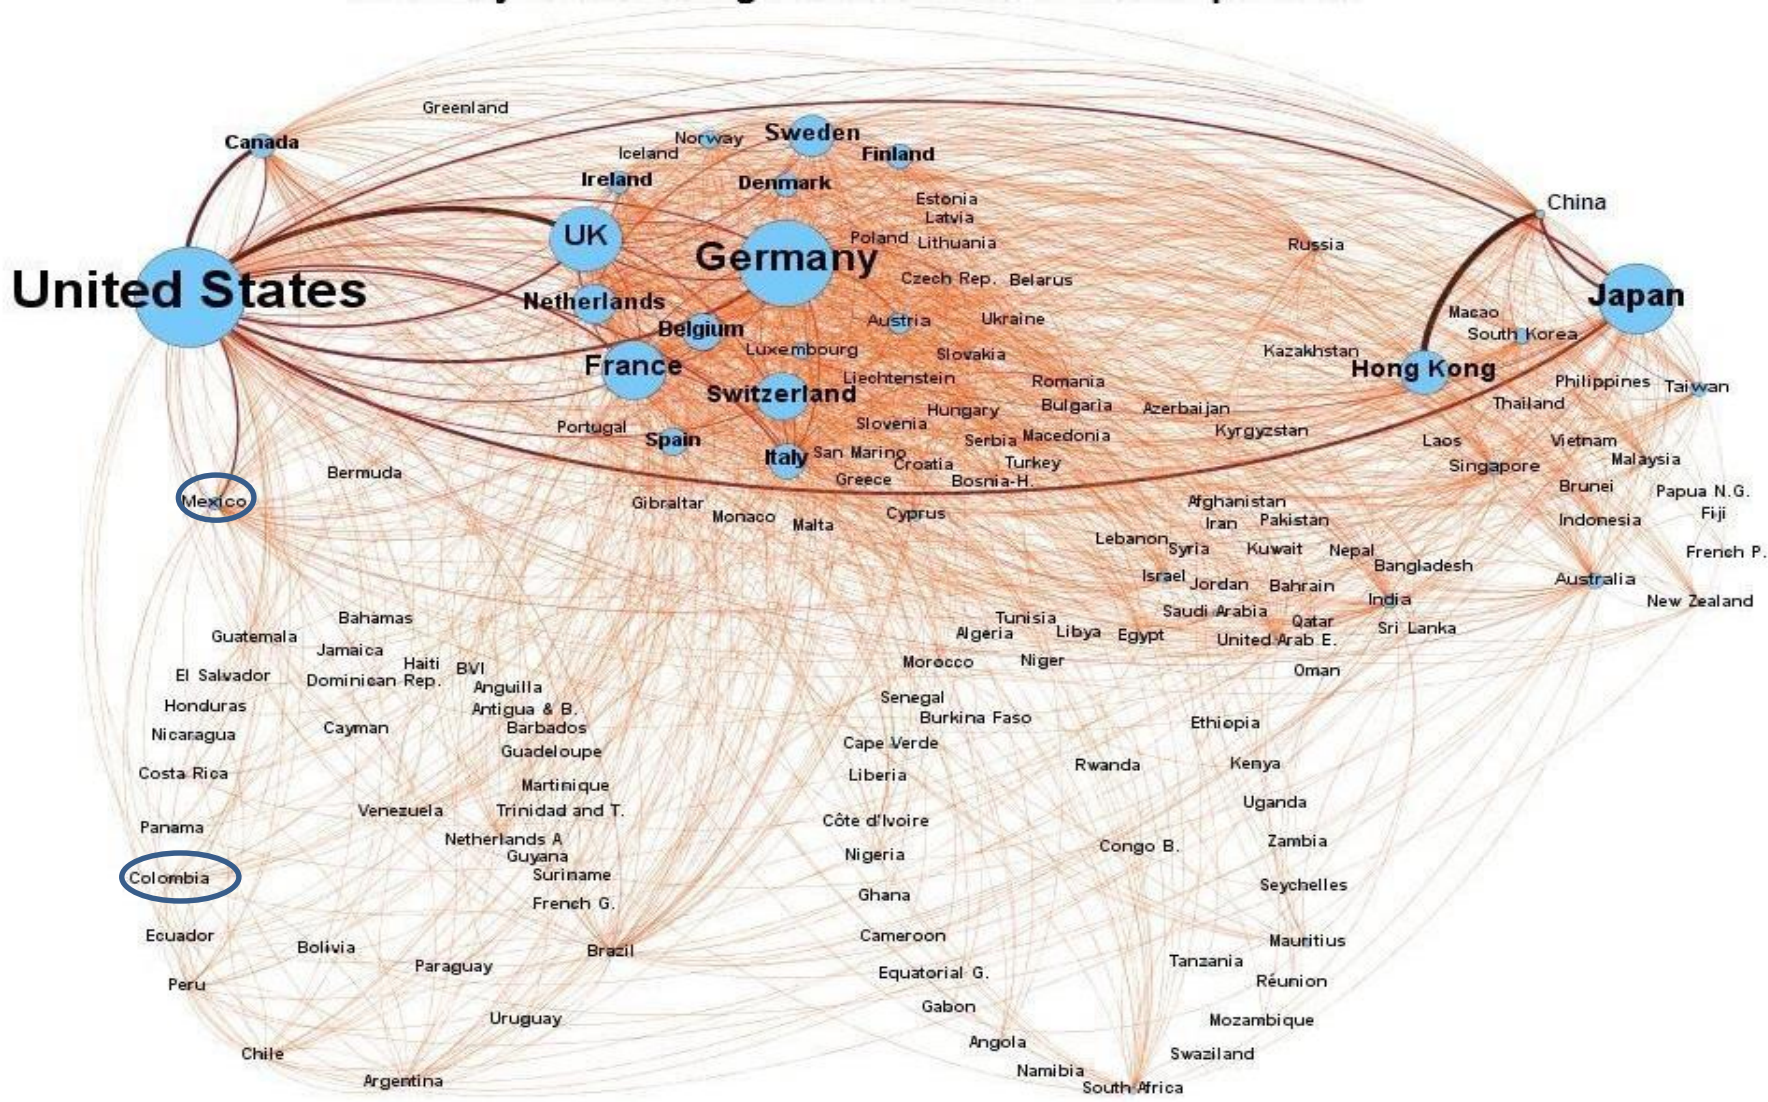 Greenland
Canada
Norway
Sweden
Iceland
Finland
Ireland
Denmark
Estonia
China
Latvia
UK
Poland
Lithuania
Russia
Germany
Czech Rep.
Belarus
United States
Netherlands
Japan
Macao
Belgium
Austria
Ukraine
South Korea
Luxembourg
Slovakia
Kazakhstan
France
Hong Kong
Liechtenstein
Romania
Philippines
Taiwan
Switzerland
Hungary
Bulgaria
Azerbaijan
Thailand
Portugal
Slovenia
Kyrgyzstan
Spain
Serbia
Macedonia
Laos
Vietnam
Italy
San Marino
Croatia
Turkey
Singapore
Malaysia
Bermuda
Greece
Bosnia-H.
Brunei
Papua N.G.
Mexico
Gibraltar
Monaco
Malta
Cyprus
Afghanistan
Iran
Pakistan
Indonesia
Fiji
Lebanon
Syria
Kuwait
Nepal
French P.
Bangladesh
Israel
Jordan
Bahrain
Australia
India
New Zealand
Bahamas
Tunisia
Saudi Arabia
Qatar
Sri Lanka
Guatemala
Algeria
Libya
Egypt
United Arab E.
Jamaica
Haiti
BVI
Morocco
Niger
Oman
El Salvador
Dominican Rep.
Anguilla
Senegal
Honduras
Antigua & B.
Burkina Faso
Ethiopia
Nicaragua
Cayman
Barbados
Cape Verde
Guadeloupe
Costa Rica
Liberia
Rwanda
Kenya
Martinique
Venezuela
Trinidad and T.
Uganda
Panama
Côte d'Ivoire
Netherlands A
Congo B.
Zambia
Guyana
Nigeria
Colombia
Suriname
Seychelles
French G.
Ghana
Ecuador
Bolivia
Brazil
Cameroon
Mauritius
Paraguay
Equatorial G.
Tanzania
Peru
Réunion
Uruguay
Gabon
Mozambique
Chile
Angola
Swaziland
Argentina
Namibia
South Africa